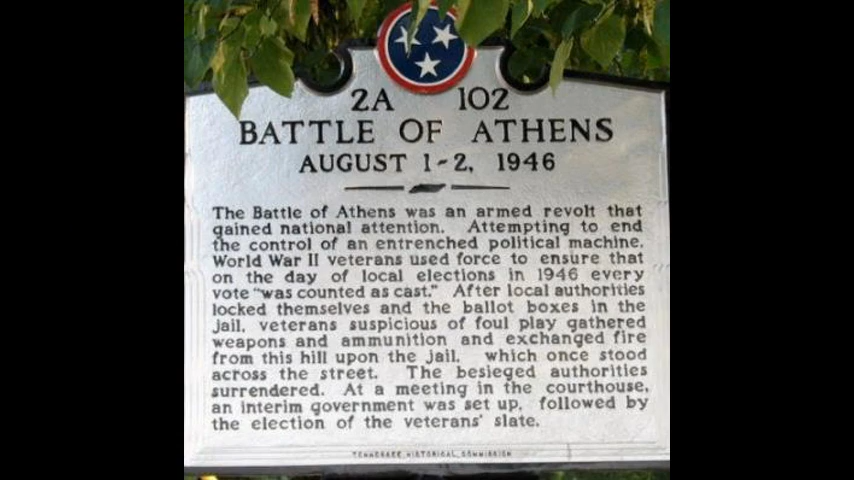 2A 102
BATTLE OF ATHENS
AUGUST 1-2, 1946
The Battle of Athens was an armed revolt that
gained national attention. Attempting to end
the control of an entrenched political machine,
World War II veterans used force to ensure that
on the day of local elections in 1946 every
vote "was counted as cast." After local authorities
locked themselves and the ballot boxes in the
jail, veterans suspicious of foul play gathered
weapons and ammunition and exchanged fire
from this hill upon the jail, which once stood
across the street. The besieged authorities
surrendered. At a meeting in the courthouse,
an interim government was set up, followed by
the election of the veterans' slate.
TENNESSEE HISTORICAL COMMISSION